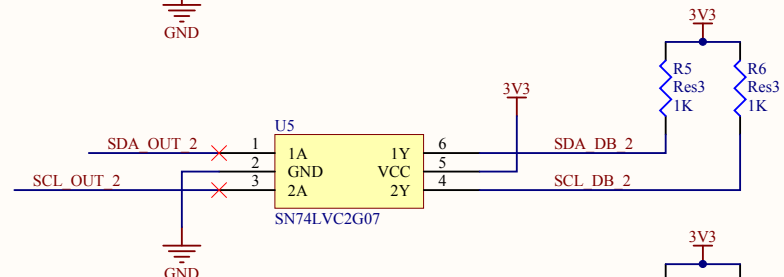 GND
3V3
R5
Res3
1K
R6
Res3
1K
3V3
U5
SDA_OUT_2
1
1A
1Y
6
SDA_DB_2
2
GND
VCC
5
SCL_OUT_2
3
2A
2Y
4
SCL_DB_2
SN74LVC2G07
GND
3V3